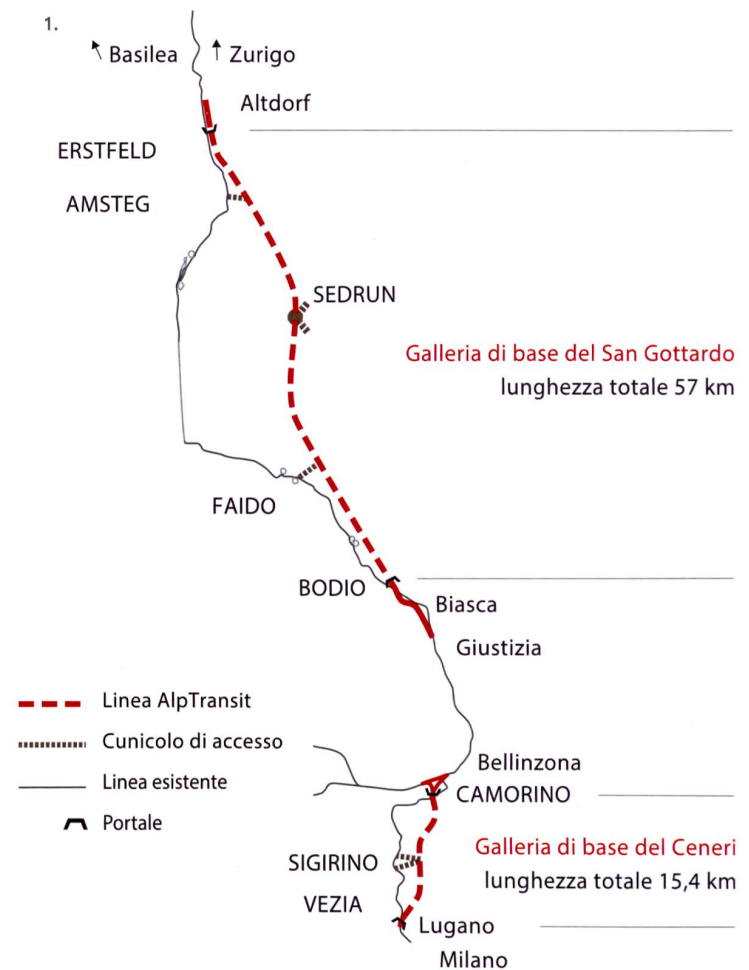 1.
Basilea
Zurigo
Altdorf
ERSTFELD
AMSTEG
SEDRUN
Galleria di base del San Gottardo
lunghezza totale 57 km
FAIDO
BODIO
Biasca
Giustizia
Linea AlpTransit
Cunicolo di accesso
Linea esistente
Portale
Bellinzona
CAMORINO
Galleria di base del Ceneri
lunghezza totale 15,4 km
SIGIRINO
VEZIA
Lugano
Milano